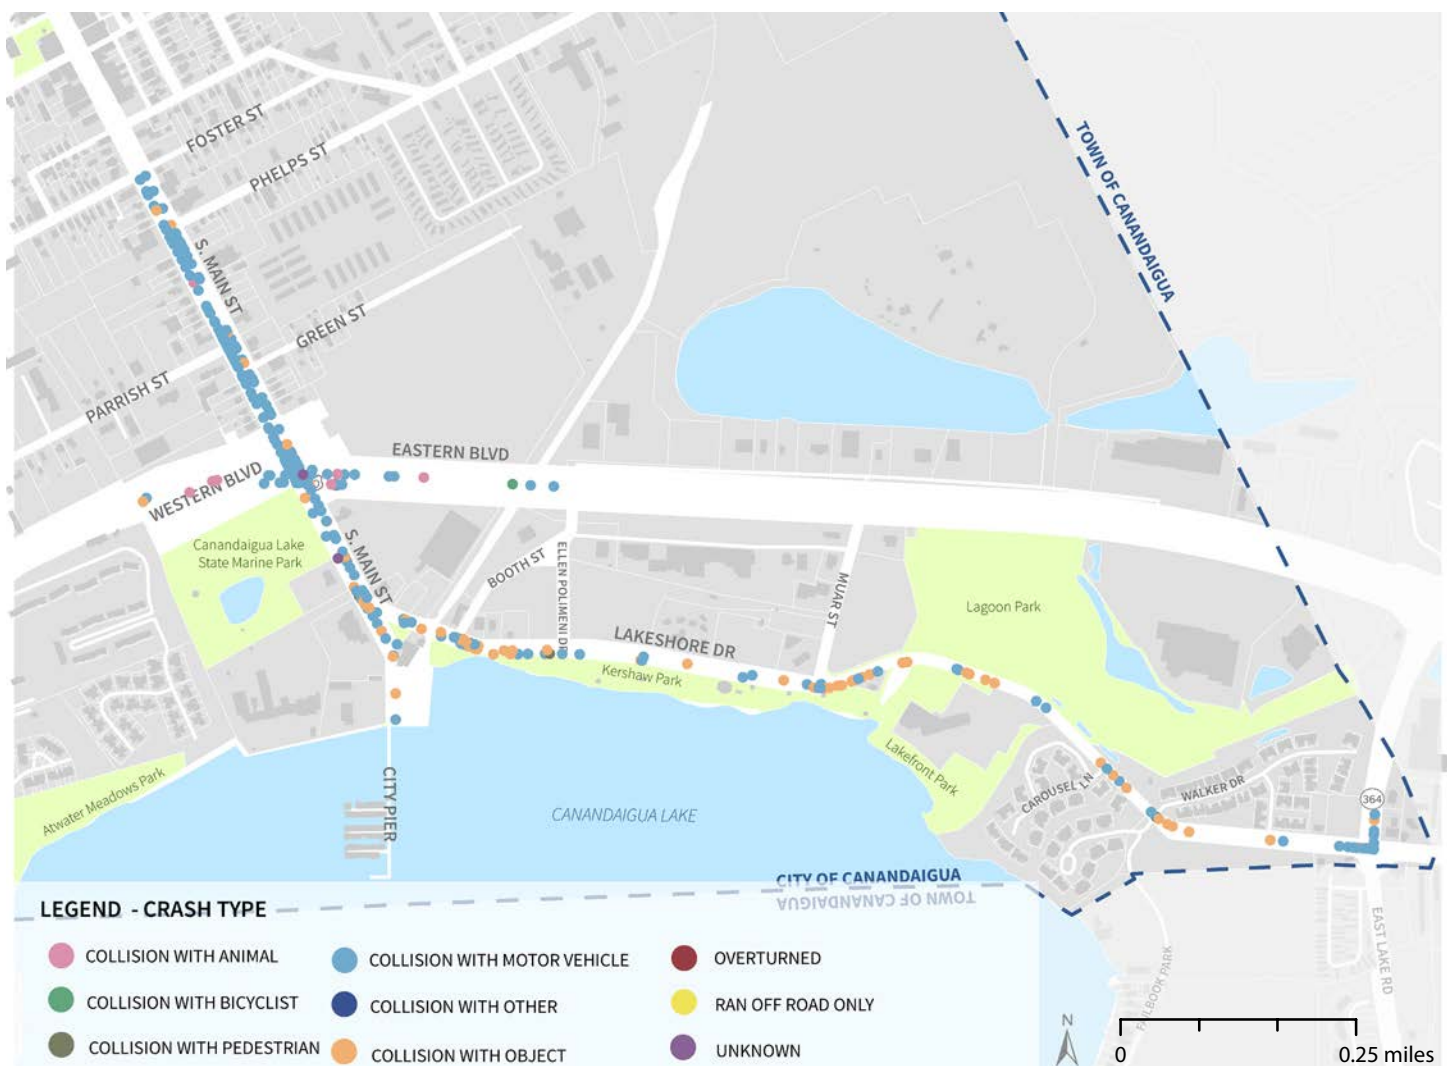 FOSTER ST
PHELPS ST
TOWN OF CANANDAIGUA
S. MAIN ST
GREEN ST
PARRISH ST
EASTERN BLVD
WESTERN BLVD
Canandaigua Lake
State Marine Park
S. MAIN ST
BOOTH ST
ELLEN POLIMENI DR
MUAR ST
Lagoon Park
LAKESHORE DR
Kershaw Park
Lakefront Park
CAROUSEL LN
WALKER DR
364
Atwater Meadows Park
CITY PIER
CANANDAIGUA LAKE
CITY OF CANANDAIGUA
TOWN OF CANANDAIGUA
EAST LAKE RD
FALLBOOK PARK
LEGEND - CRASH TYPE
COLLISION WITH ANIMAL
COLLISION WITH MOTOR VEHICLE
OVERTURNED
COLLISION WITH BICYCLIST
COLLISION WITH OTHER
RAN OFF ROAD ONLY
COLLISION WITH PEDESTRIAN
COLLISION WITH OBJECT
UNKNOWN
N
0
0.25 miles